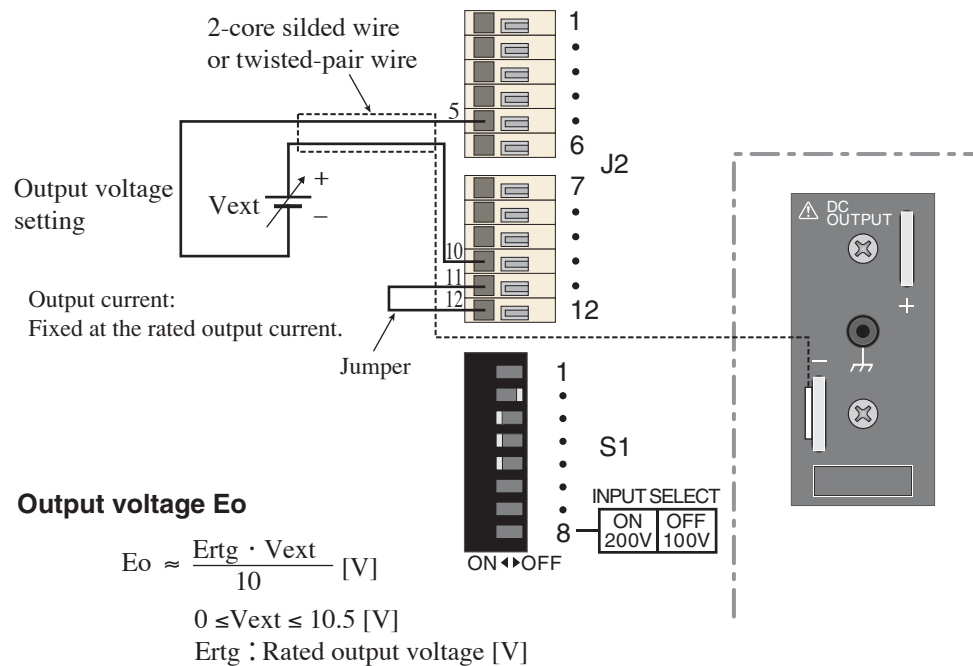 2-core silded wire
or twisted-pair wire
1
5
6
J2
7
Output voltage
setting
Vext
+
−
10
11
12
12
Output current:
Fixed at the rated output current.
Jumper
DC
OUTPUT
+
−
1
S1
INPUT SELECT
8
ON OFF
200V 100V
ON OFF
Output voltage Eo
Eo ≈ Ertg · Vext / 10 [V]
0 ≤Vext ≤ 10.5 [V]
Ertg : Rated output voltage [V]